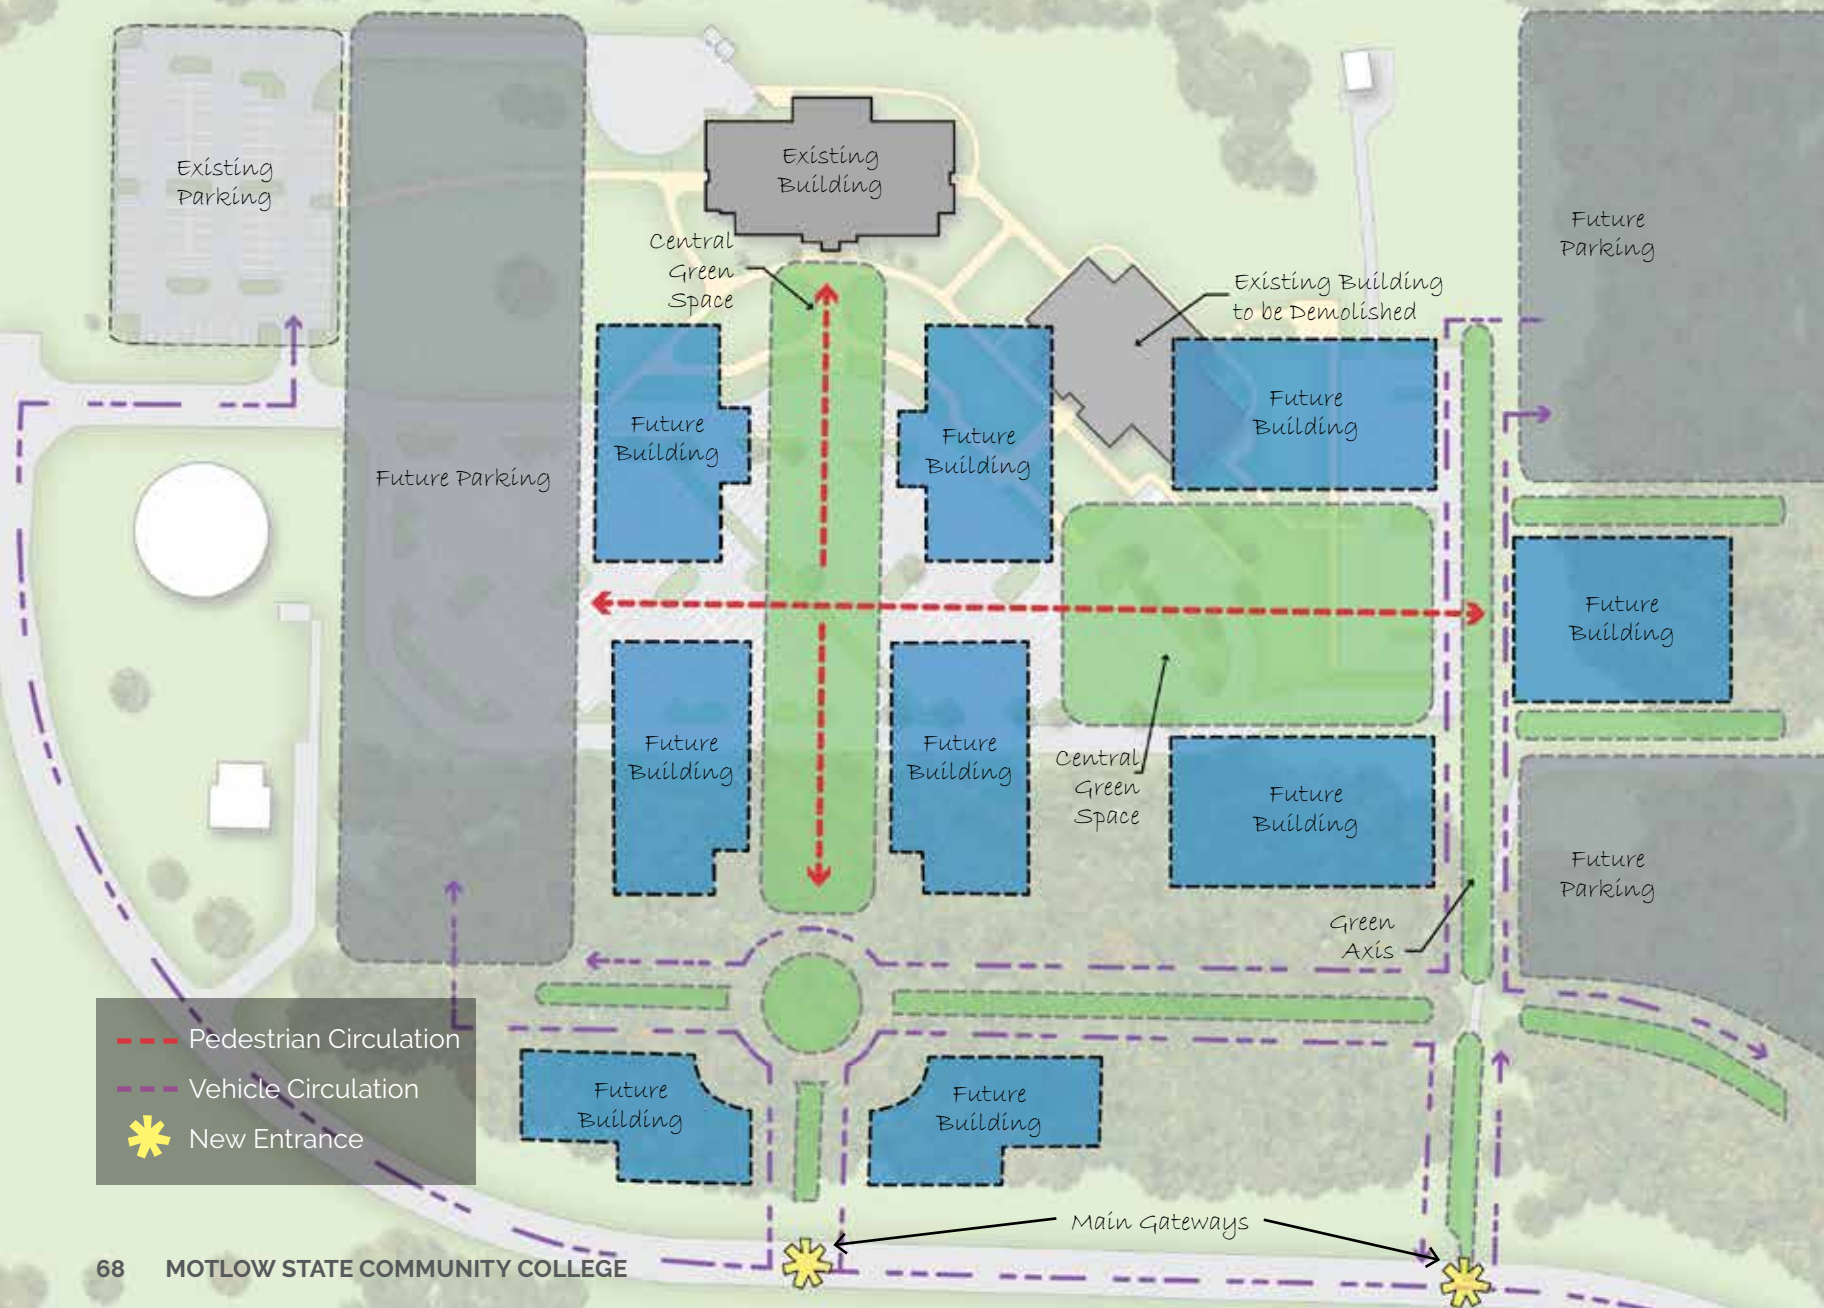 Existing
Parking
Existing
Building
Future
Parking
Central
Green
Space
Existing Building
to be Demolished
Future Parking
Future
Building
Future
Building
Future
Building
Future
Building
Future
Building
Future
Building
Central
Green
Space
Future
Building
Future
Parking
Green
Axis
Pedestrian Circulation
Vehicle Circulation
New Entrance
Future
Building
Future
Building
Main Gateways
68 MOTLOW STATE COMMUNITY COLLEGE